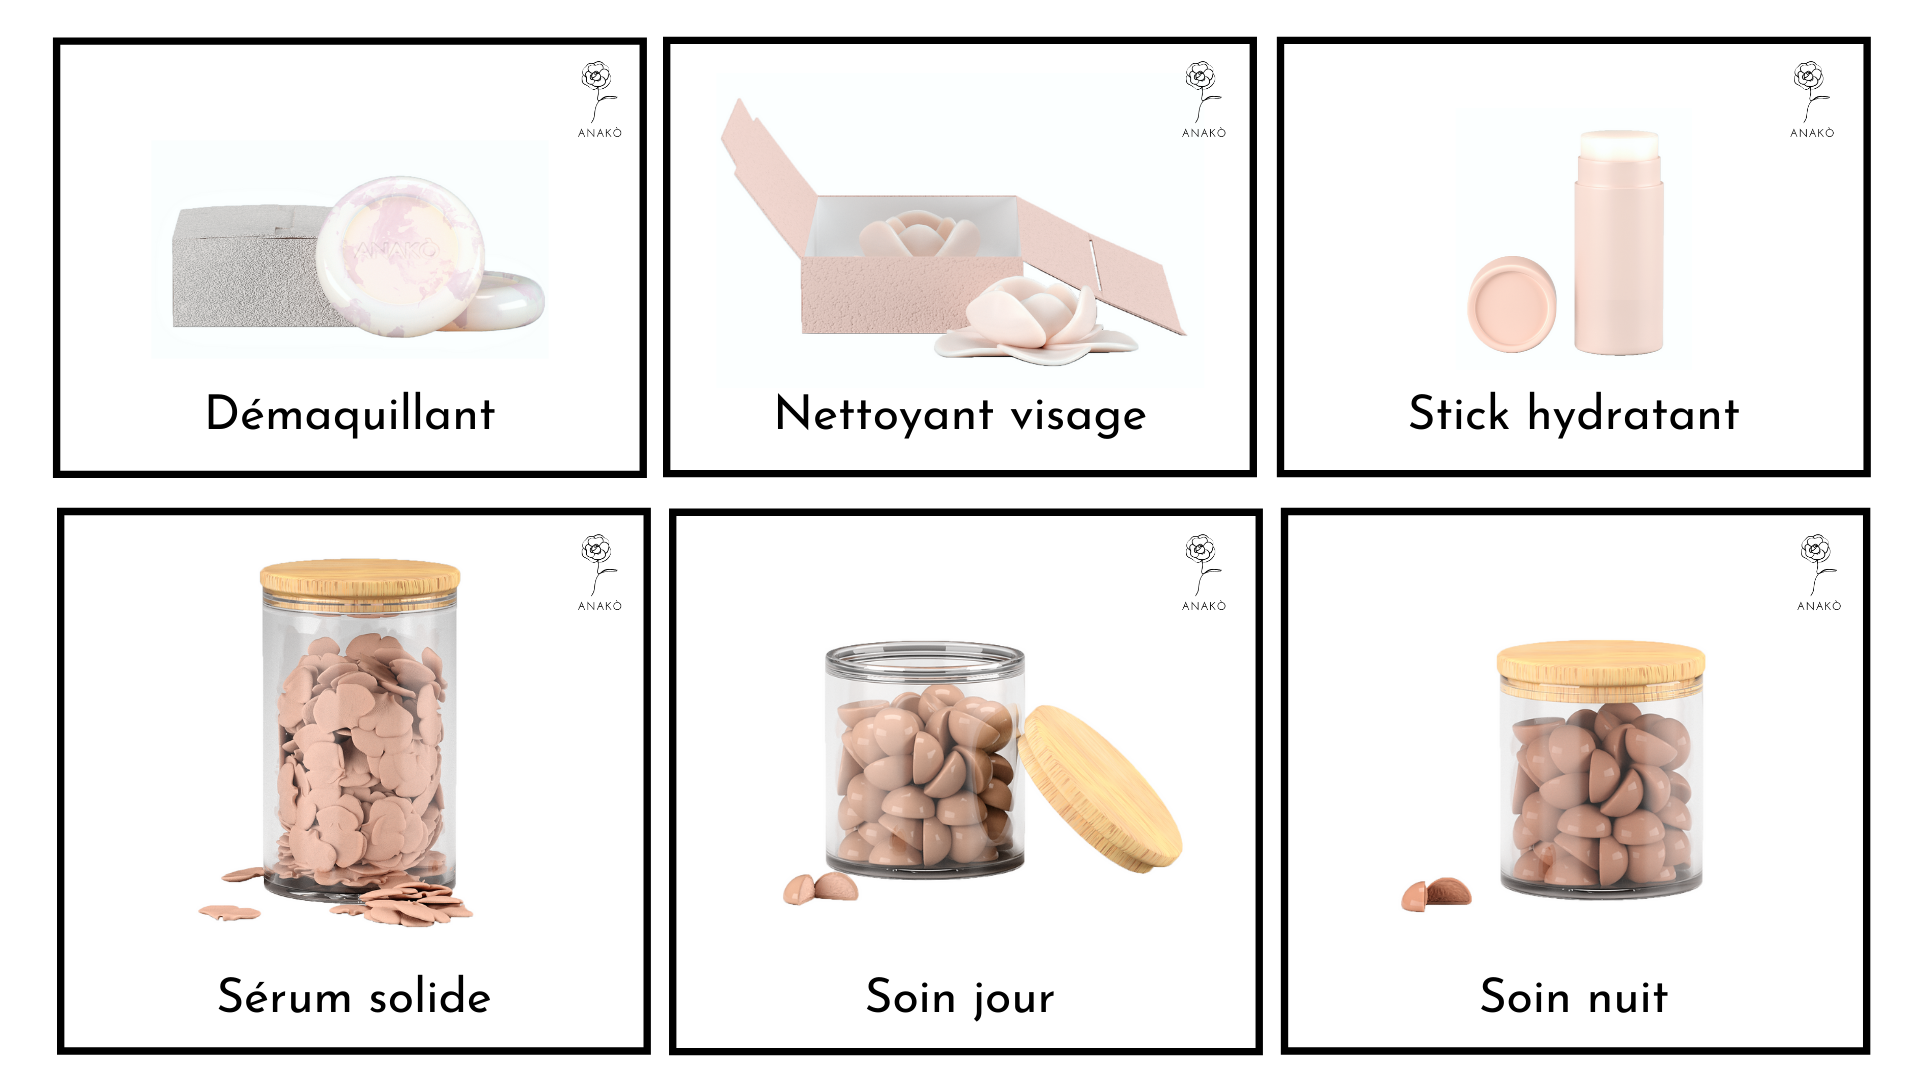 ANAKÒ
ANAKÒ
Démaquillant
ANAKÒ
Nettoyant visage
ANAKÒ
Stick hydratant
ANAKÒ
Sérum solide
ANAKÒ
Soin jour
ANAKÒ
Soin nuit